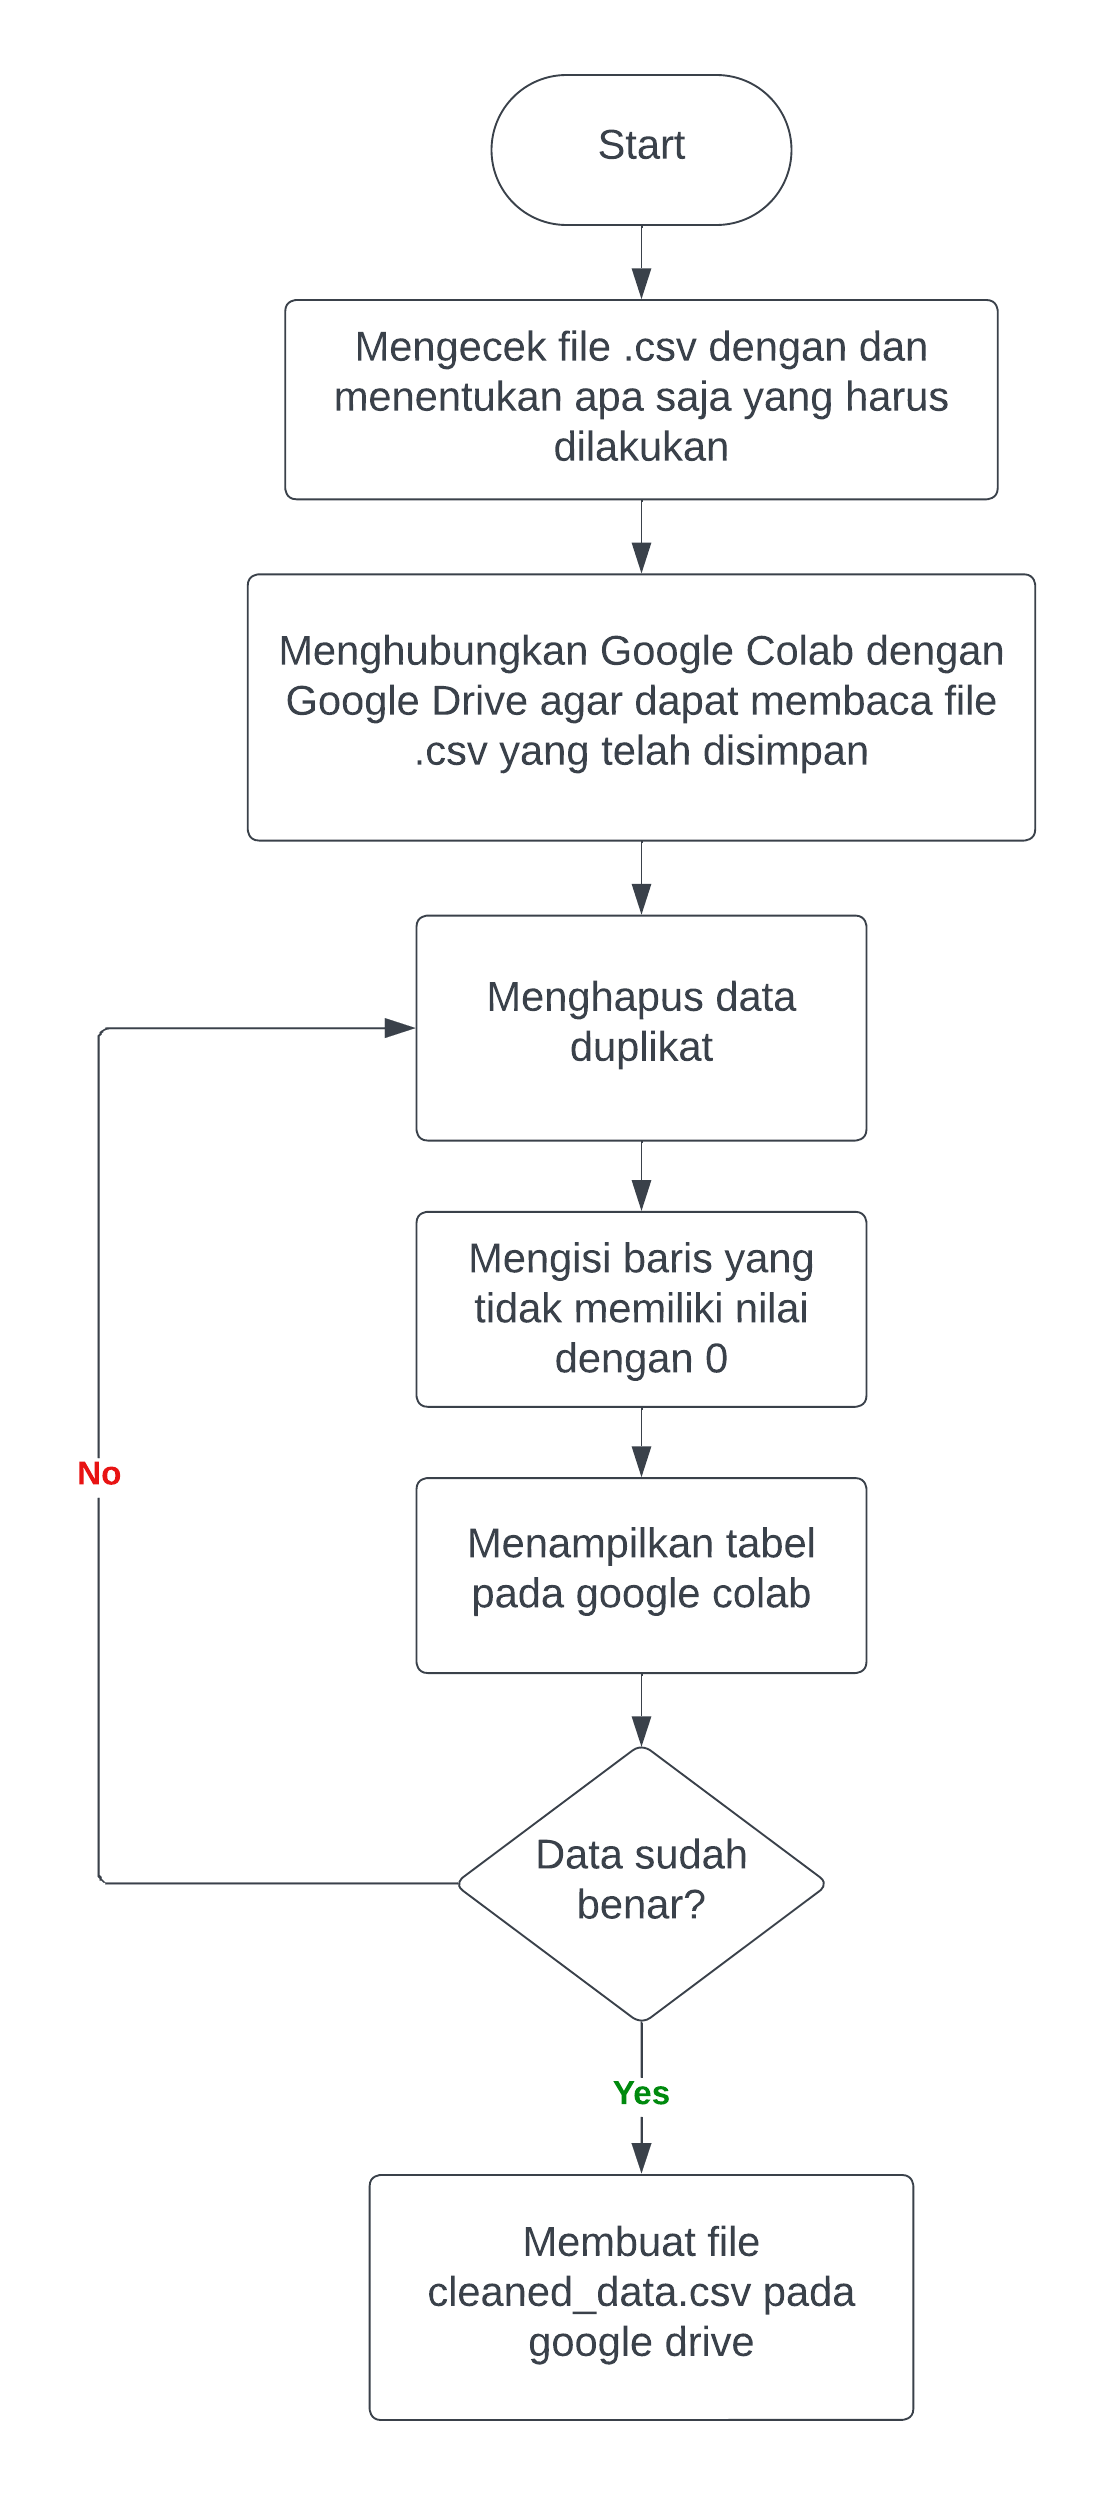 Start
Mengecek file .csv dengan dan
menentukan apa saja yang harus
dilakukan
Menghubungkan Google Colab dengan
Google Drive agar dapat membaca file
.csv yang telah disimpan
Menghapus data
duplikat
Mengisi baris yang
tidak memiliki nilai
dengan 0
No
Menampilkan tabel
pada google colab
Data sudah
benar?
Yes
Membuat file
cleaned_data.csv pada
google drive